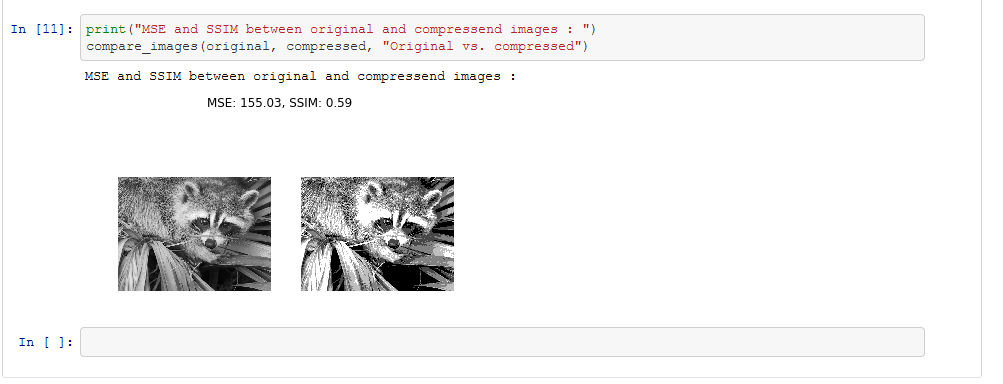 In [11]: print("MSE and SSIM between original and compressend images : ")
compare_images(original, compressed, "Original vs. compressed")
MSE and SSIM between original and compressend images :
MSE: 155.03, SSIM: 0.59
In [ ]: